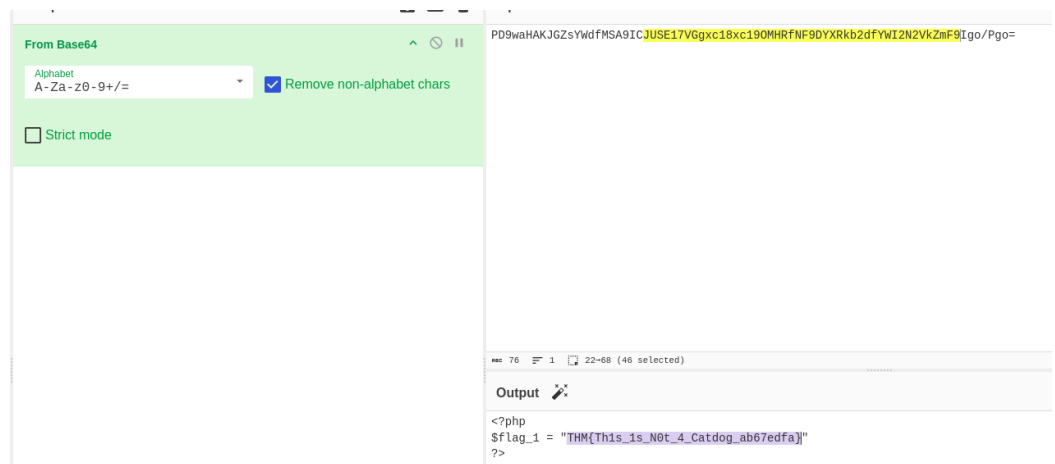 From Base64
PD9waHAKJGZsYWdfMSA9ICJUSE17VGgxc18xc19OMHRfNF9DYXRkb2dfYWI2N2VkZmF9Igo/Pgo=
Alphabet
A-Za-z0-9+/=
Remove non-alphabet chars
Strict mode
REC 76 1 22→68 (46 selected)
Output
<?php
$flag_1 = "THM{Th1s_1s_N0t_4_Catdog_ab67edfa}"
?>